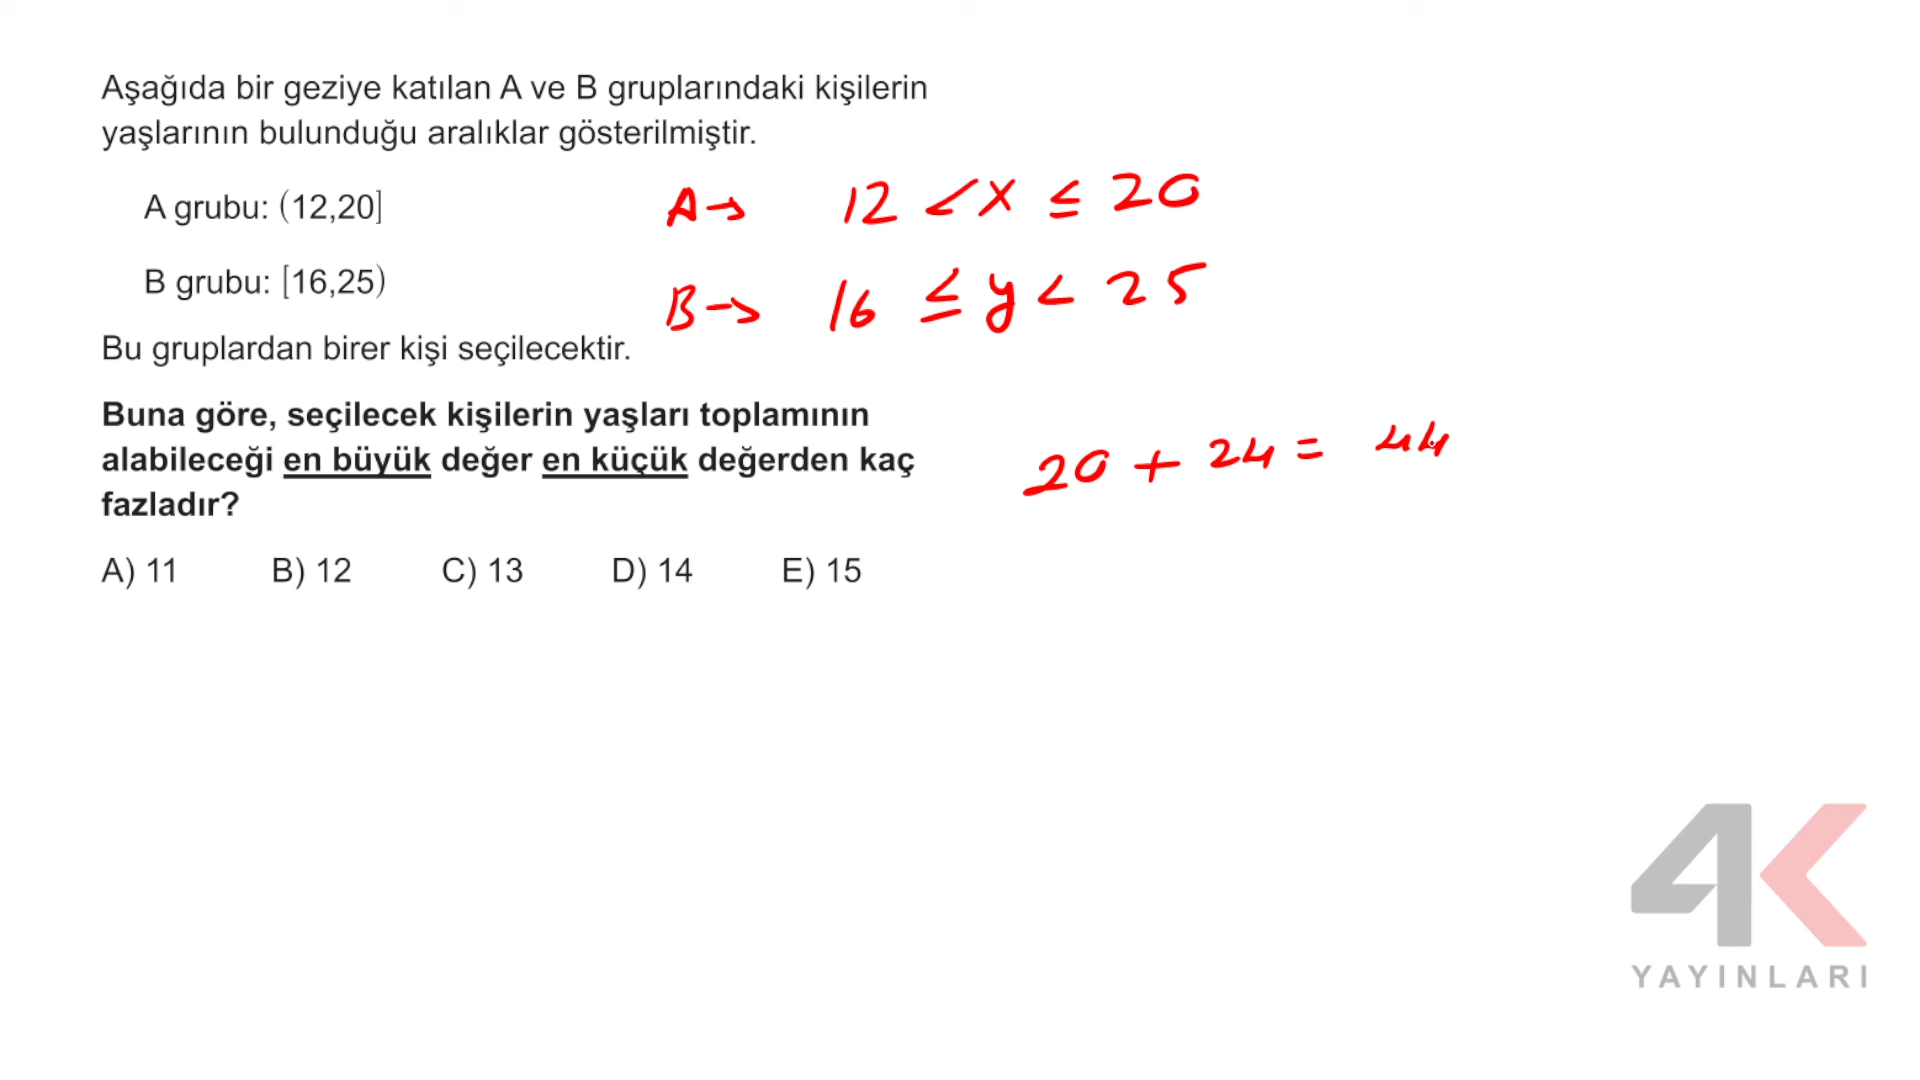 Aşağıda bir geziye katılan A ve B gruplarındaki kişilerin
yaşlarının bulunduğu aralıklar gösterilmiştir.
A grubu: (12,20]
B grubu: [16,25)
Bu gruplardan birer kişi seçilecektir.
Buna göre, seçilecek kişilerin yaşları toplamının
alabileceği en büyük değer en küçük değerden kaç
fazladır?
A) 11 B) 12 C) 13 D) 14 E) 15
A → 12 < x ≤ 20
B → 16 ≤ y < 25
20 + 24 = 44
4K
YAYINLARI